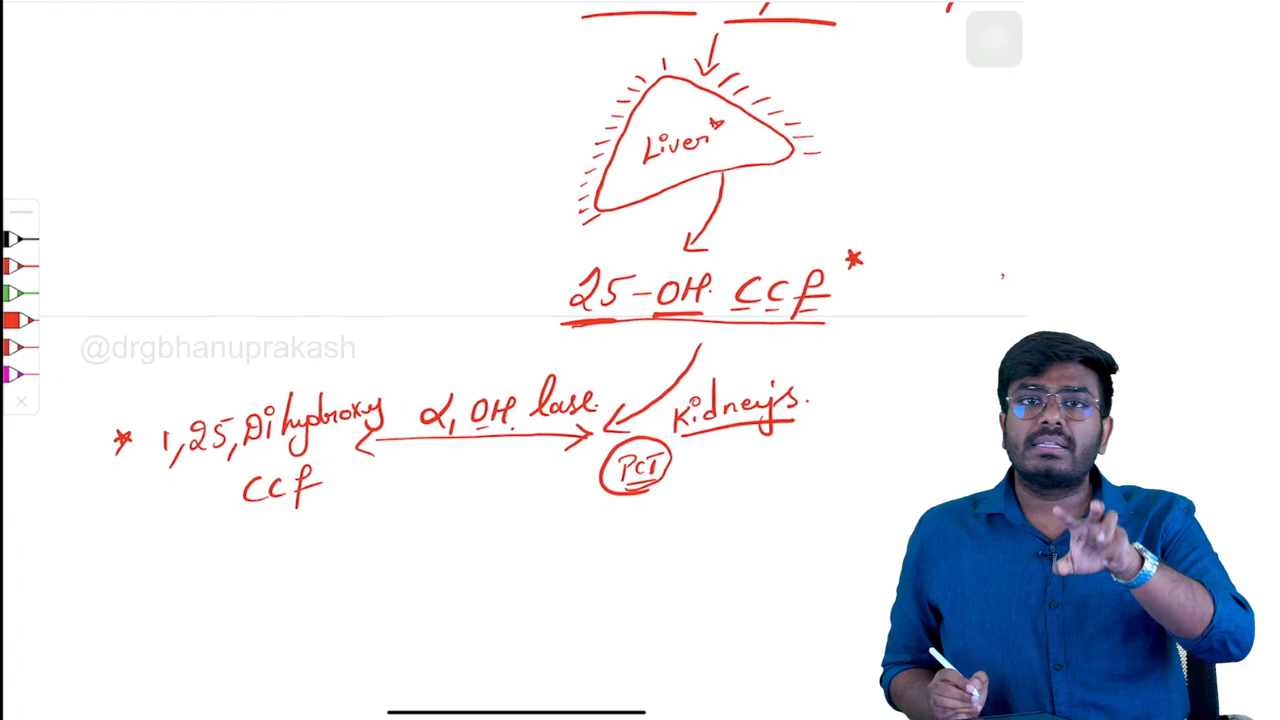 Liver
25-OH. CCf
@drgbhanuprakash
1,25, Dihydroxy α, OH lase. Kidneys.
CCf PCT